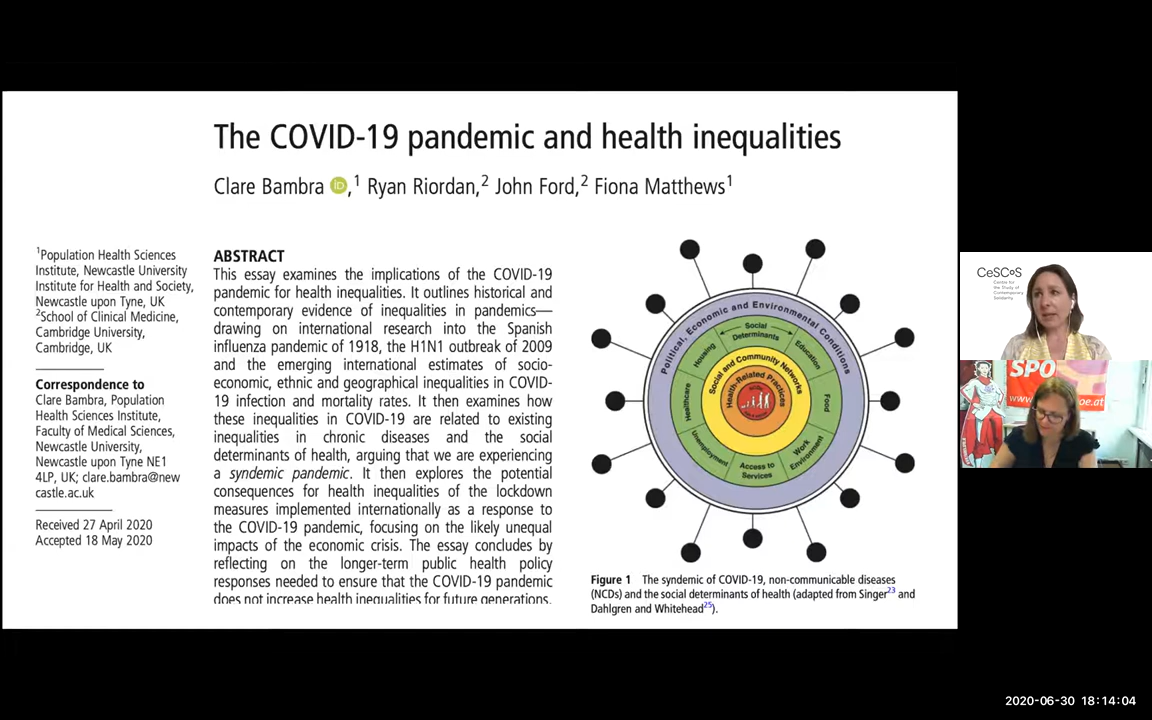 The COVID-19 pandemic and health inequalities
Clare Bambra iD ,1 Ryan Riordan,2 John Ford,2 Fiona Matthews1
1Population Health Sciences
Institute, Newcastle University
Institute for Health and Society,
Newcastle upon Tyne, UK
2School of Clinical Medicine,
Cambridge University,
Cambridge, UK
Correspondence to
Clare Bambra, Population
Health Sciences Institute,
Faculty of Medical Sciences,
Newcastle University,
Newcastle upon Tyne NE1
4LP, UK; clare.bambra@new
castle.ac.uk
Received 27 April 2020
Accepted 18 May 2020
ABSTRACT
This essay examines the implications of the COVID-19
pandemic for health inequalities. It outlines historical and
contemporary evidence of inequalities in pandemics—
drawing on international research into the Spanish
influenza pandemic of 1918, the H1N1 outbreak of 2009
and the emerging international estimates of socio-
economic, ethnic and geographical inequalities in COVID-
19 infection and mortality rates. It then examines how
these inequalities in COVID-19 are related to existing
inequalities in chronic diseases and the social
determinants of health, arguing that we are experiencing
a syndemic pandemic. It then explores the potential
consequences for health inequalities of the lockdown
measures implemented internationally as a response to
the COVID-19 pandemic, focusing on the likely unequal
impacts of the economic crisis. The essay concludes by
reflecting on the longer-term public health policy
responses needed to ensure that the COVID-19 pandemic
does not increase health inequalities for future generations.
Political, Economic and Environmental Conditions
Social
Determinants
Housing
Education
Social and Community Networks
Health-Related Practices
Healthcare
Food
Unemployment
Work
Environment
Access to
Services
Figure 1 The syndemic of COVID-19, non-communicable diseases
(NCDs) and the social determinants of health (adapted from Singer23 and
Dahlgren and Whitehead25).
CeSCoS
Centre for
the Study of
Contemporary
Solidarity
SPÖ
2020-06-30 18:14:04